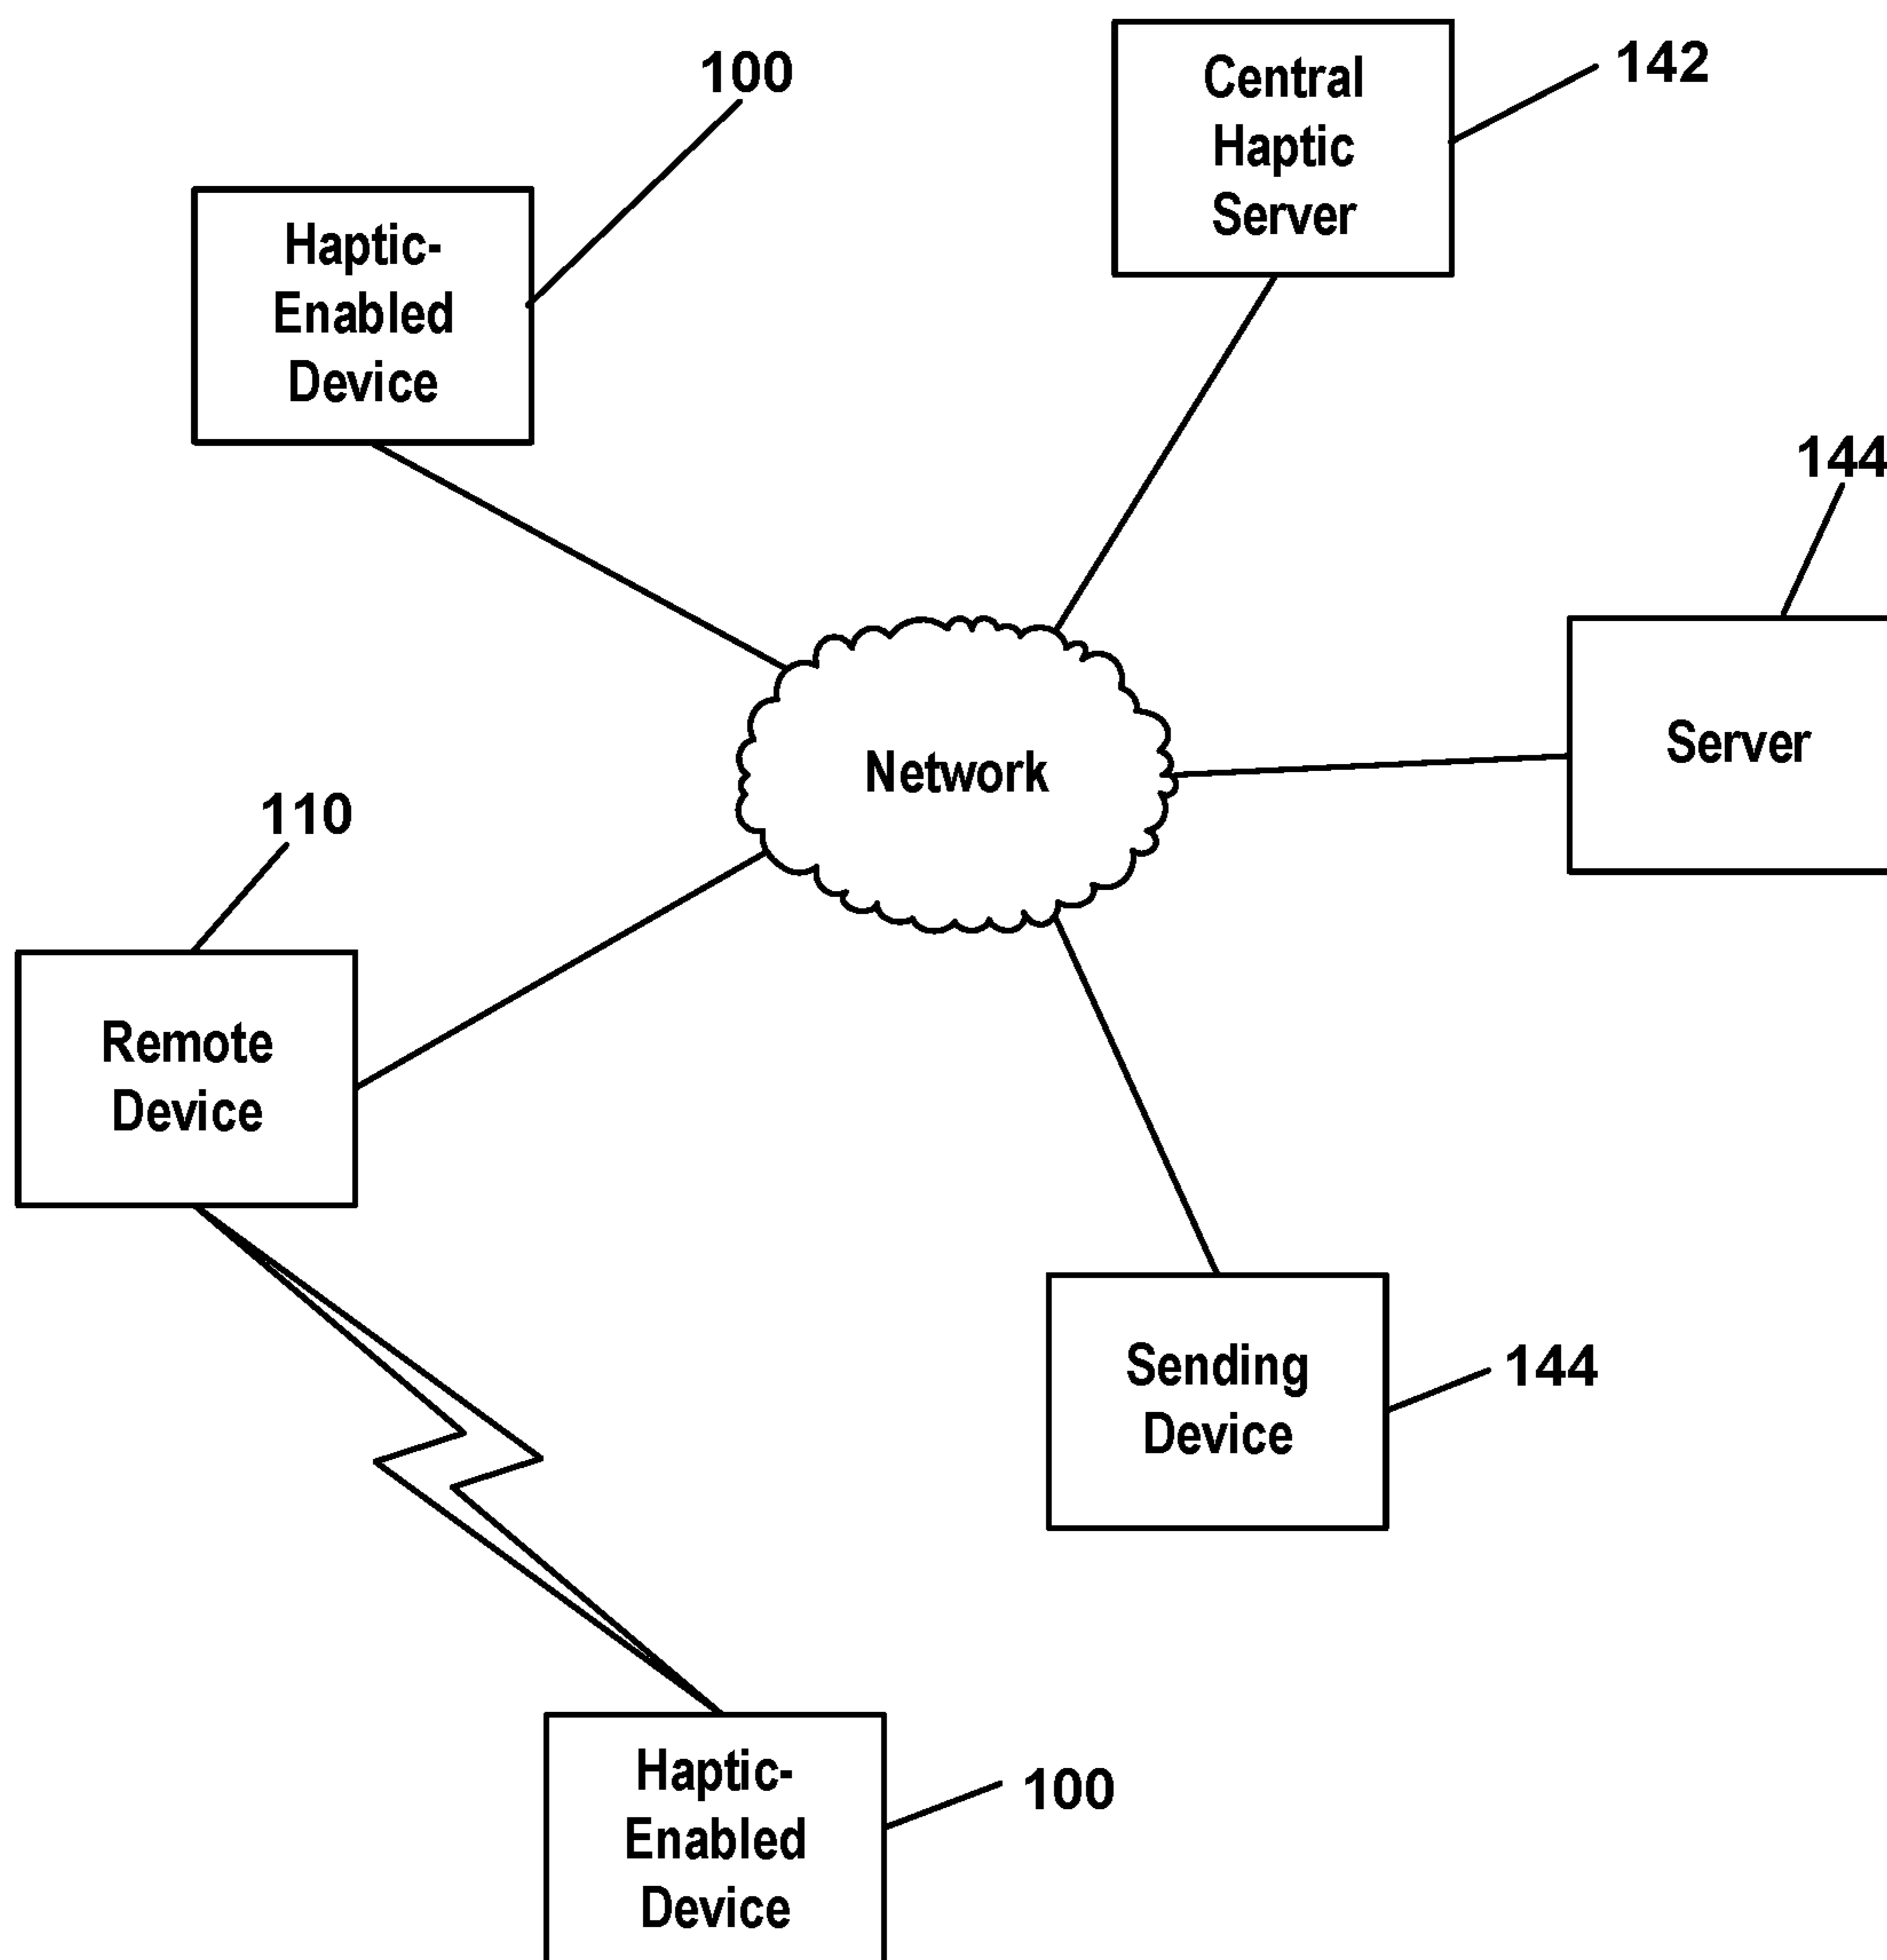 100
Haptic-
Enabled
Device
Central
Haptic
Server
142
144
Server
Network
110
Remote
Device
Sending
Device
144
Haptic-
Enabled
Device
100